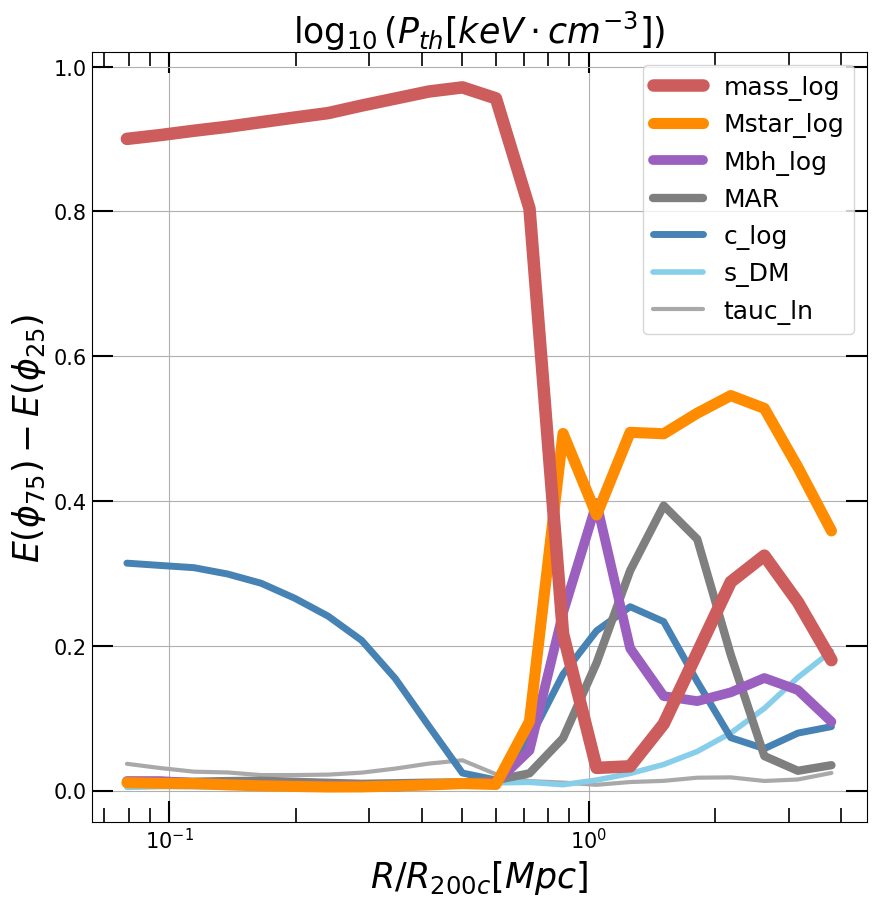 log₁₀ (P_th[keV · cm⁻³])
E(ϕ₇₅) − E(ϕ₂₅)
1.0
0.8
0.6
0.4
0.2
0.0
mass_log
Mstar_log
Mbh_log
MAR
c_log
s_DM
tauc_ln
10⁻¹
10⁰
R/R₂₀₀c[Mpc]